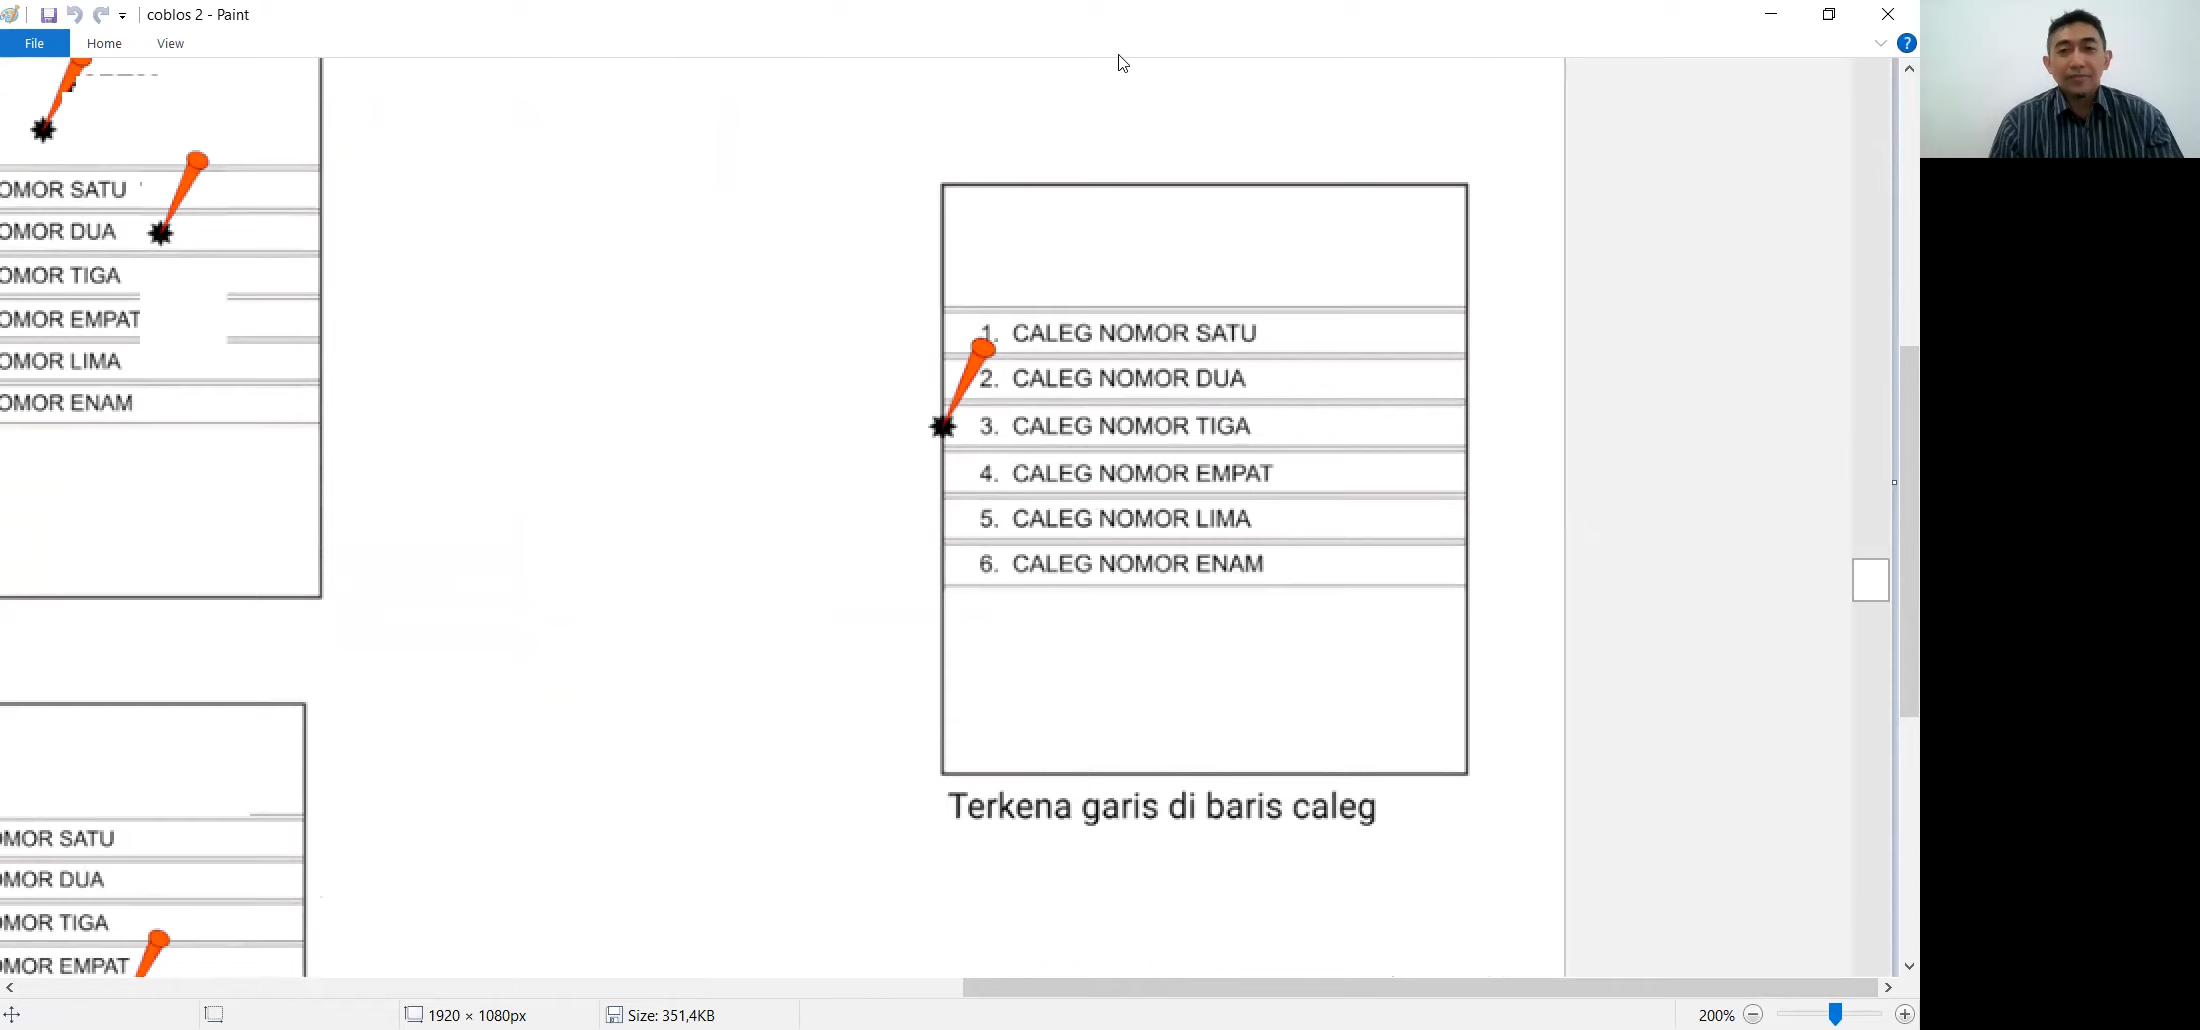 coblos 2 - Paint
File Home View
OMOR SATU
OMOR DUA
OMOR TIGA
OMOR EMPAT
OMOR LIMA
OMOR ENAM
1. CALEG NOMOR SATU
2. CALEG NOMOR DUA
3. CALEG NOMOR TIGA
4. CALEG NOMOR EMPAT
5. CALEG NOMOR LIMA
6. CALEG NOMOR ENAM
Terkena garis di baris caleg
OMOR SATU
OMOR DUA
OMOR TIGA
OMOR EMPAT
1920 × 1080px Size: 351,4KB 200%